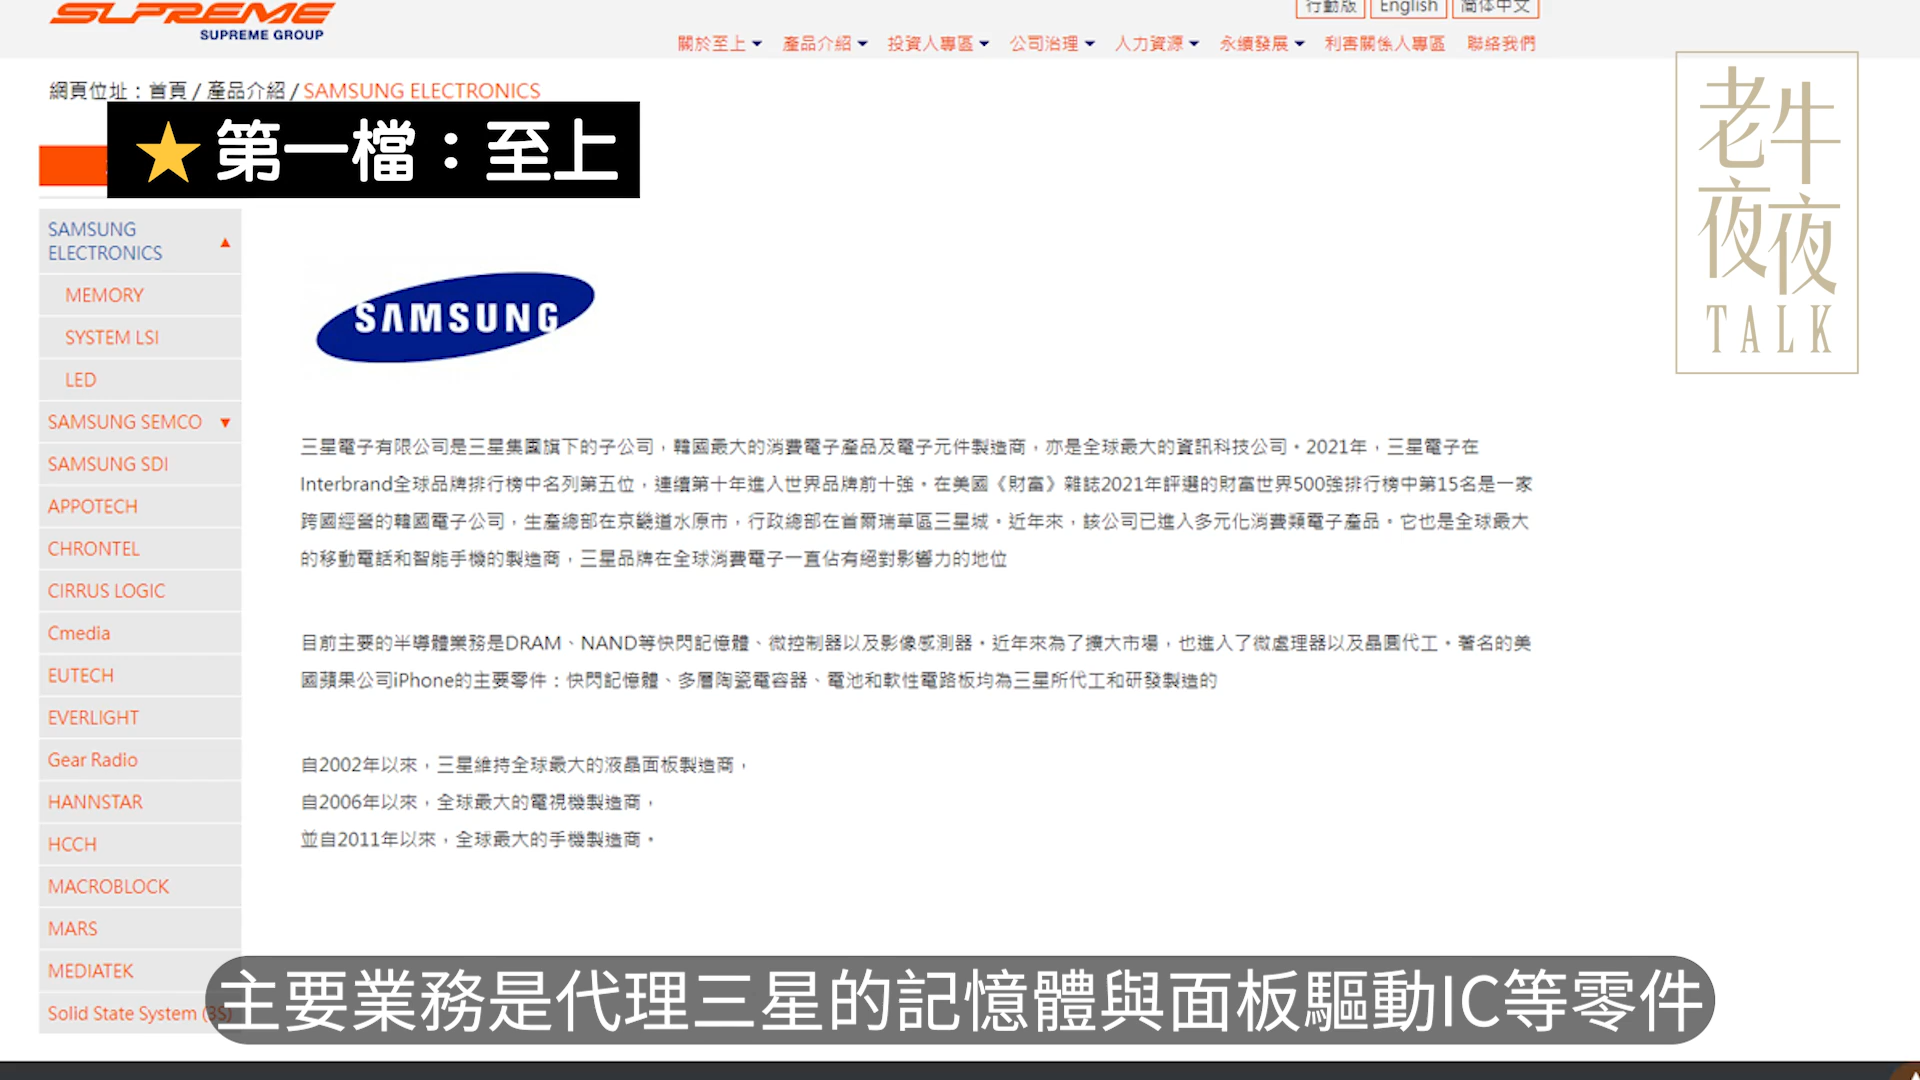 SUPREME
SUPREME GROUP
行動版 English 简体中文
關於至上 產品介紹 投資人專區 公司治理 人力資源 永續發展 利害關係人專區 聯絡我們
網頁位址：首頁 / 產品介紹 / SAMSUNG ELECTRONICS
第一檔：至上
老牛夜夜
TALK
SAMSUNG ELECTRONICS
MEMORY
SYSTEM LSI
LED
SAMSUNG SEMCO
SAMSUNG SDI
APPOTECH
CHRONTEL
CIRRUS LOGIC
Cmedia
EUTECH
EVERLIGHT
Gear Radio
HANNSTAR
HCCH
MACROBLOCK
MARS
MEDIATEK
Solid State System (3S)
SAMSUNG
三星電子有限公司是三星集團旗下的子公司，韓國最大的消費電子產品及電子元件製造商，亦是全球最大的資訊科技公司。2021年，三星電子在
Interbrand全球品牌排行榜中名列第五位，連續第十年進入世界品牌前十強。在美國《財富》雜誌2021年評選的財富世界500強排行榜中第15名是一家
跨國經營的韓國電子公司，生產總部在京畿道水原市，行政總部在首爾瑞草區三星城。近年來，該公司已進入多元化消費類電子產品。它也是全球最大
的移動電話和智能手機的製造商，三星品牌在全球消費電子一直佔有絕對影響力的地位
目前主要的半導體業務是DRAM、NAND等快閃記憶體、微控制器以及影像感測器。近年來為了擴大市場，也進入了微處理器以及晶圓代工。著名的美
國蘋果公司iPhone的主要零件：快閃記憶體、多層陶瓷電容器、電池和軟性電路板均為三星所代工和研發製造的
自2002年以來，三星維持全球最大的液晶面板製造商，
自2006年以來，全球最大的電視機製造商，
並自2011年以來，全球最大的手機製造商。
主要業務是代理三星的記憶體與面板驅動IC等零件